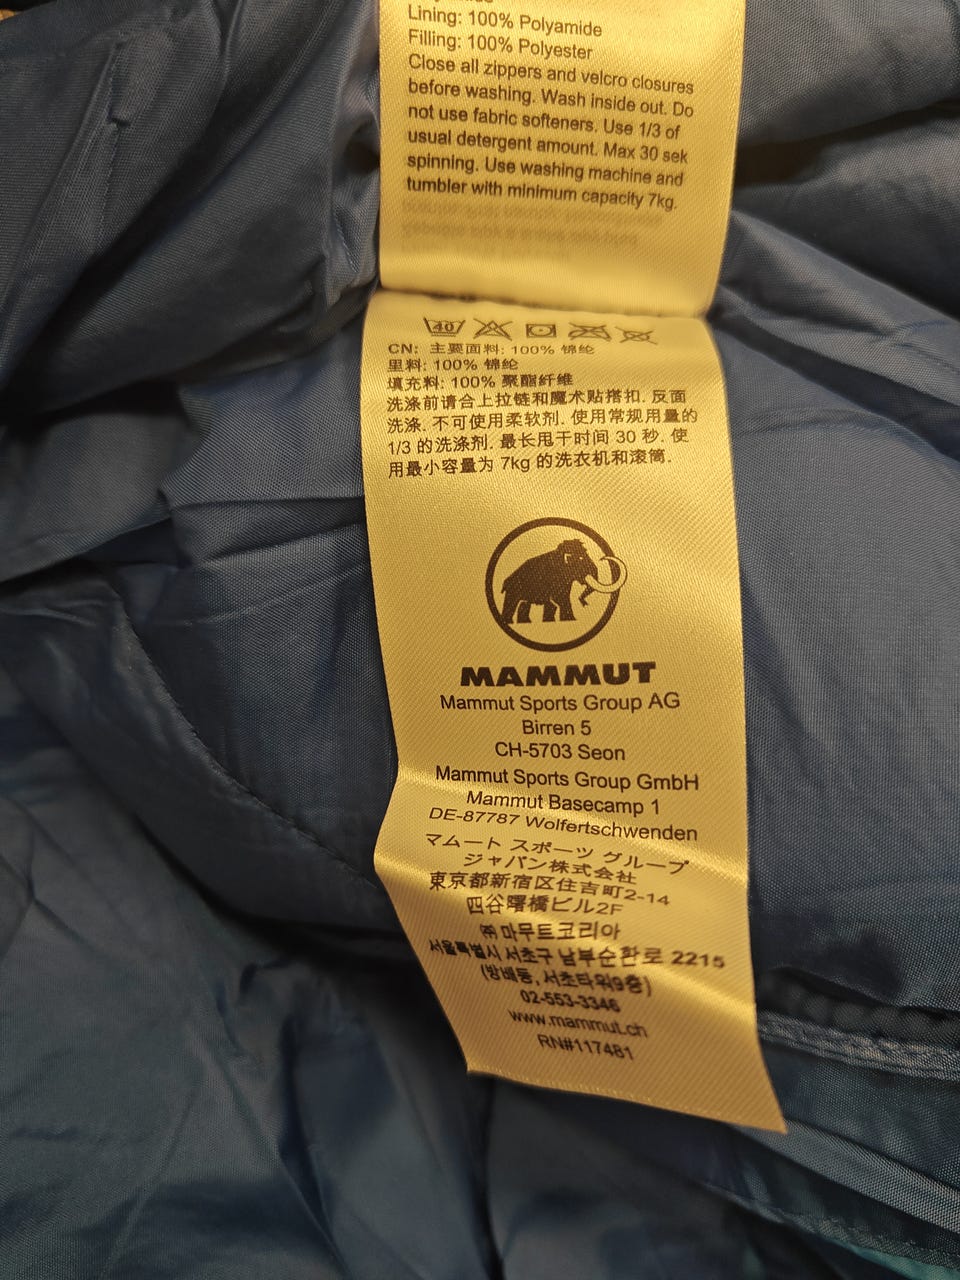 Lining: 100% Polyamide
Filling: 100% Polyester
Close all zippers and velcro closures
before washing. Wash inside out. Do
not use fabric softeners. Use 1/3 of
usual detergent amount. Max 30 sek
spinning. Use washing machine and
tumbler with minimum capacity 7kg.
40
CN: 主要面料: 100% 锦纶
里料: 100% 锦纶
填充料: 100% 聚酯纤维
洗涤前请合上拉链和魔术贴搭扣. 反面
洗涤. 不可使用柔软剂. 使用常规用量的
1/3 的洗涤剂. 最长甩干时间 30 秒. 使
用最小容量为 7kg 的洗衣机和滚筒.
MAMMUT
Mammut Sports Group AG
Birren 5
CH-5703 Seon
Mammut Sports Group GmbH
Mammut Basecamp 1
DE-87787 Wolfertschwenden
マムート スポーツ グループ
ジャパン株式会社
東京都新宿区住吉町2-14
四谷曙橋ビル2F
㈜ 마무트코리아
서울특별시 서초구 남부순환로 2215
(방배동, 서초타워9층)
02-553-3346
www.mammut.ch
RN#117481